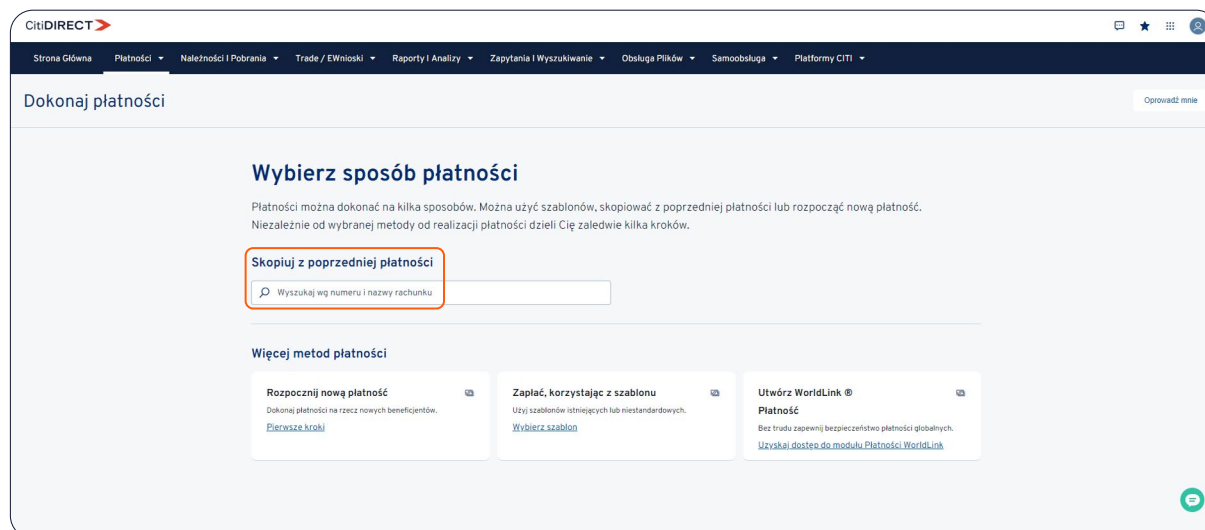 CitiDIRECT
Strona Główna Płatności Należności I Pobrania Trade / EWnioski Raporty I Analizy Zapytania I Wyszukiwanie Obsługa Plików Samoobsługa Platformy CITI
Dokonaj płatności
Oprowadź mnie
Wybierz sposób płatności
Płatności można dokonać na kilka sposobów. Można użyć szablonów, skopiować z poprzedniej płatności lub rozpocząć nową płatność.
Niezależnie od wybranej metody od realizacji płatności dzieli Cię zaledwie kilka kroków.
Skopiuj z poprzedniej płatności
Wyszukaj wg numeru i nazwy rachunku
Więcej metod płatności
Rozpocznij nową płatność
Dokonaj płatności na rzecz nowych beneficjentów.
Pierwsze kroki
Zapłać, korzystając z szablonu
Użyj szablonów istniejących lub niestandardowych.
Wybierz szablon
Utwórz WorldLink ®
Płatność
Bez trudu zapewnij bezpieczeństwo płatności globalnych.
Uzyskaj dostęp do modułu Płatności WorldLink